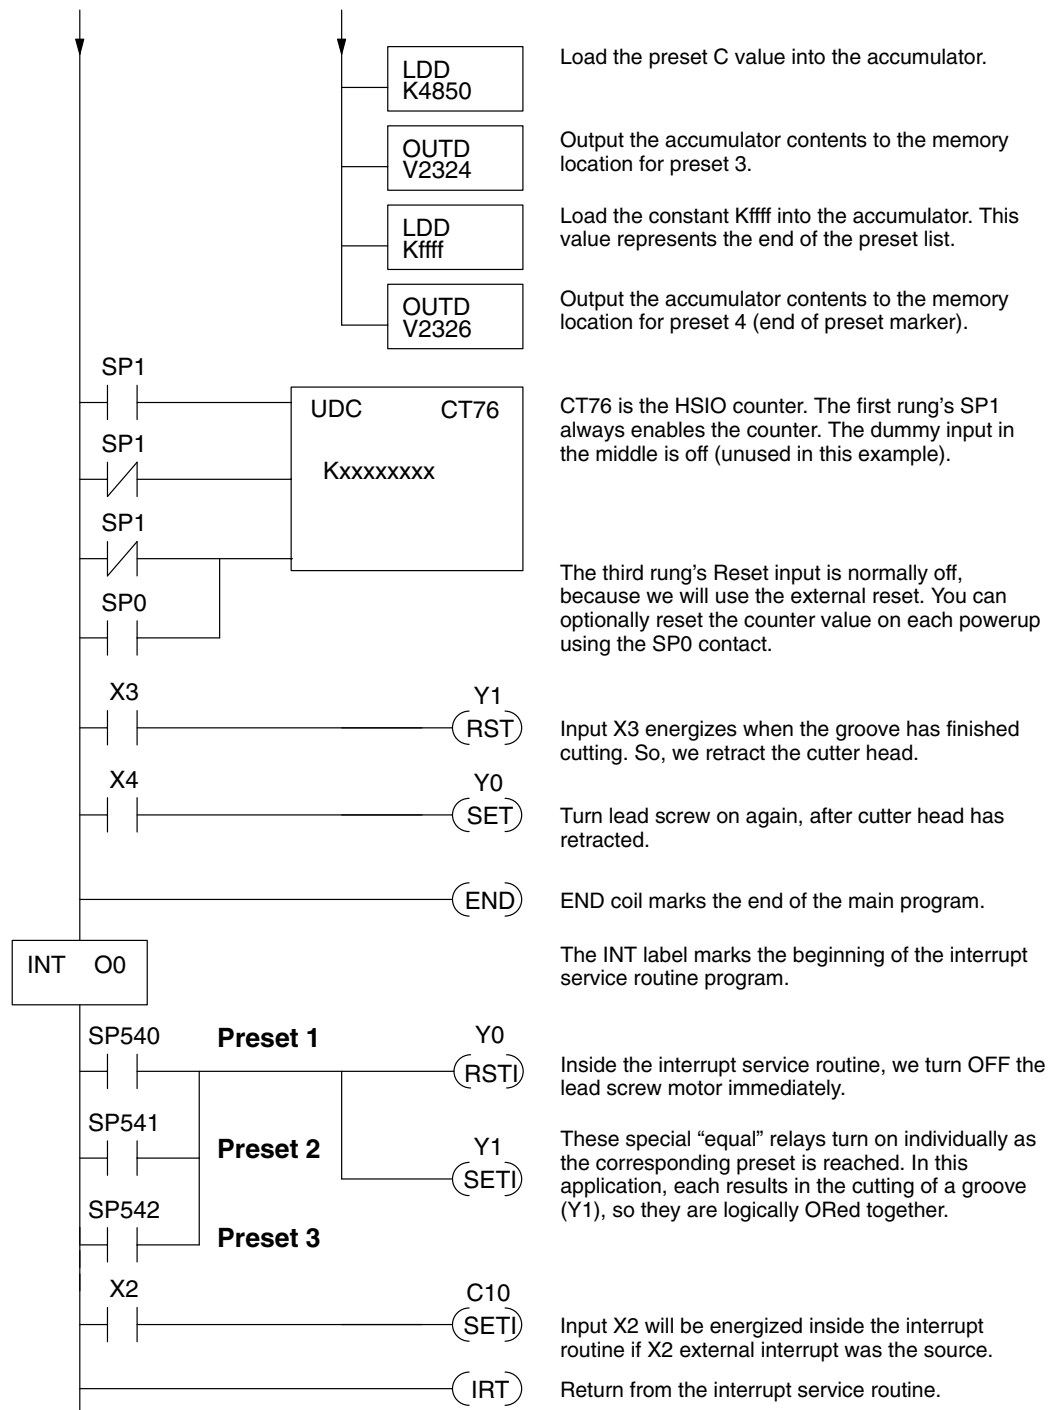 LDD
K4850
Load the preset C value into the accumulator.
OUTD
V2324
Output the accumulator contents to the memory
location for preset 3.
LDD
Kffff
Load the constant Kffff into the accumulator. This
value represents the end of the preset list.
OUTD
V2326
Output the accumulator contents to the memory
location for preset 4 (end of preset marker).
SP1
UDC CT76
SP1
Kxxxxxxxx
SP1
SP0
CT76 is the HSIO counter. The first rung's SP1
always enables the counter. The dummy input in
the middle is off (unused in this example).
The third rung's Reset input is normally off,
because we will use the external reset. You can
optionally reset the counter value on each powerup
using the SP0 contact.
X3
Y1
RST
Input X3 energizes when the groove has finished
cutting. So, we retract the cutter head.
X4
Y0
SET
Turn lead screw on again, after cutter head has
retracted.
END
END coil marks the end of the main program.
INT O0
The INT label marks the beginning of the interrupt
service routine program.
SP540
Preset 1
Y0
RSTI
Inside the interrupt service routine, we turn OFF the
lead screw motor immediately.
SP541
Preset 2
Y1
SETI
These special “equal” relays turn on individually as
the corresponding preset is reached. In this
application, each results in the cutting of a groove
(Y1), so they are logically ORed together.
SP542
Preset 3
X2
C10
SETI
Input X2 will be energized inside the interrupt
routine if X2 external interrupt was the source.
IRT
Return from the interrupt service routine.